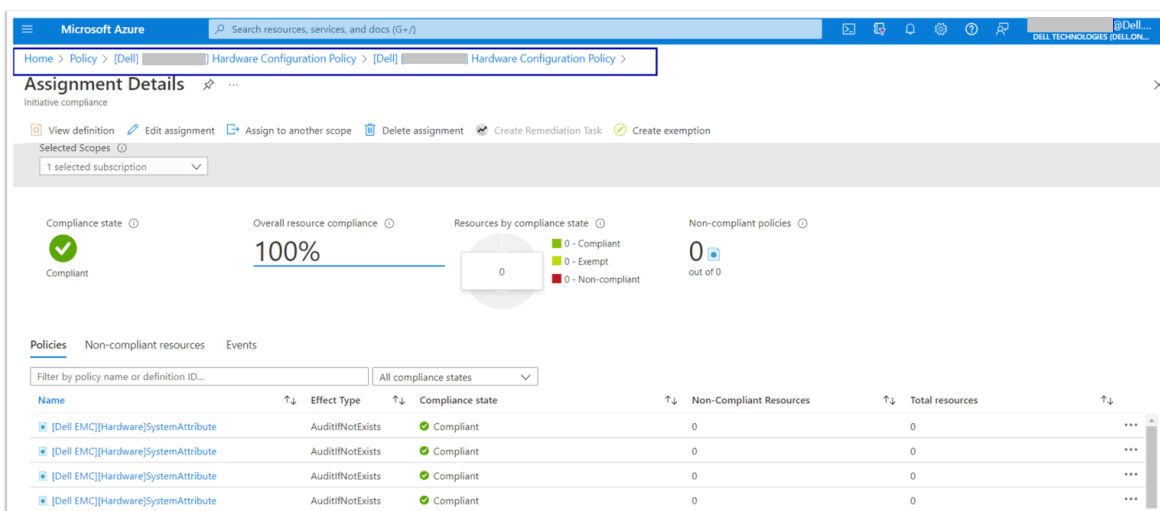 Microsoft Azure
Search resources, services, and docs (G+/)
@Dell....
DELL TECHNOLOGIES (DELL.ON...
Home > Policy > [Dell] ] Hardware Configuration Policy > [Dell] [ ] Hardware Configuration Policy >
Assignment Details ...
Initiative compliance
View definition Edit assignment Assign to another scope Delete assignment Create Remediation Task Create exemption
Selected Scopes
1 selected subscription
Compliance state Overall resource compliance Resources by compliance state Non-compliant policies
Compliant
100%
0
0 - Compliant
0 - Exempt
0 - Non-compliant
0
out of 0
Policies Non-compliant resources Events
Filter by policy name or definition ID... All compliance states
Name Effect Type Compliance state Non-Compliant Resources Total resources
[Dell EMC][Hardware]SystemAttribute AuditIfNotExists Compliant 0 0 ...
[Dell EMC][Hardware]SystemAttribute AuditIfNotExists Compliant 0 0 ...
[Dell EMC][Hardware]SystemAttribute AuditIfNotExists Compliant 0 0 ...
[Dell EMC][Hardware]SystemAttribute AuditIfNotExists Compliant 0 0 ...